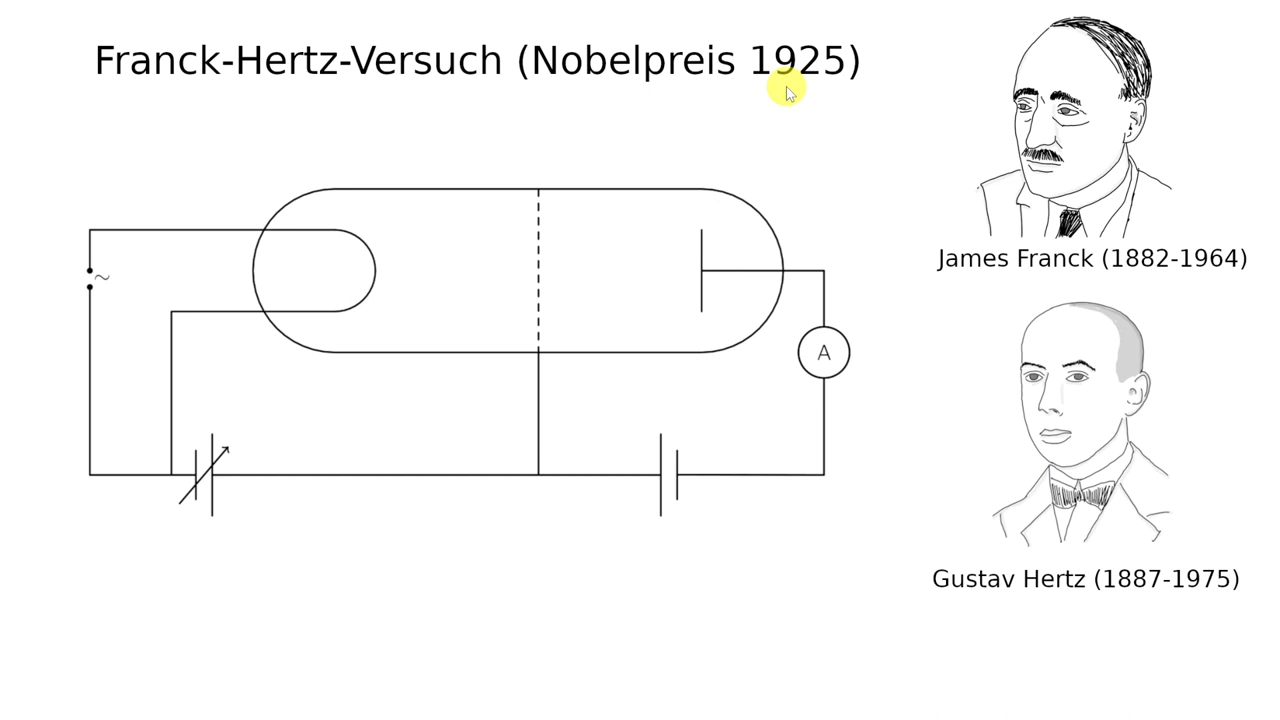 Franck-Hertz-Versuch (Nobelpreis 1925)
James Franck (1882-1964)
~
A
Gustav Hertz (1887-1975)